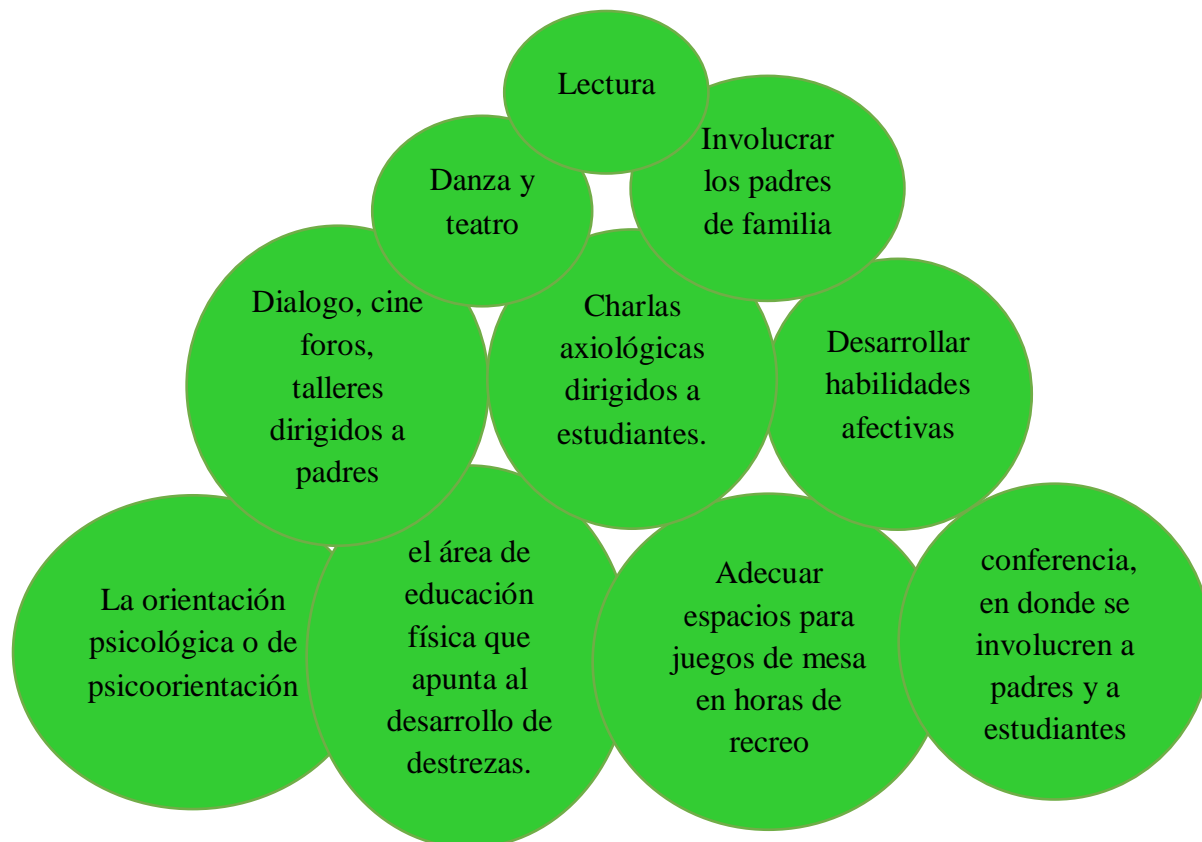 Lectura
Involucrar
los padres
de familia
Danza y
teatro
Dialogo, cine
foros,
talleres
dirigidos a
padres
Charlas
axiológicas
dirigidos a
estudiantes.
Desarrollar
habilidades
afectivas
La orientación
psicológica o de
psicoorientación
el área de
educación
física que
apunta al
desarrollo de
destrezas.
Adecuar
espacios para
juegos de mesa
en horas de
recreo
conferencia,
en donde se
involucren a
padres y a
estudiantes